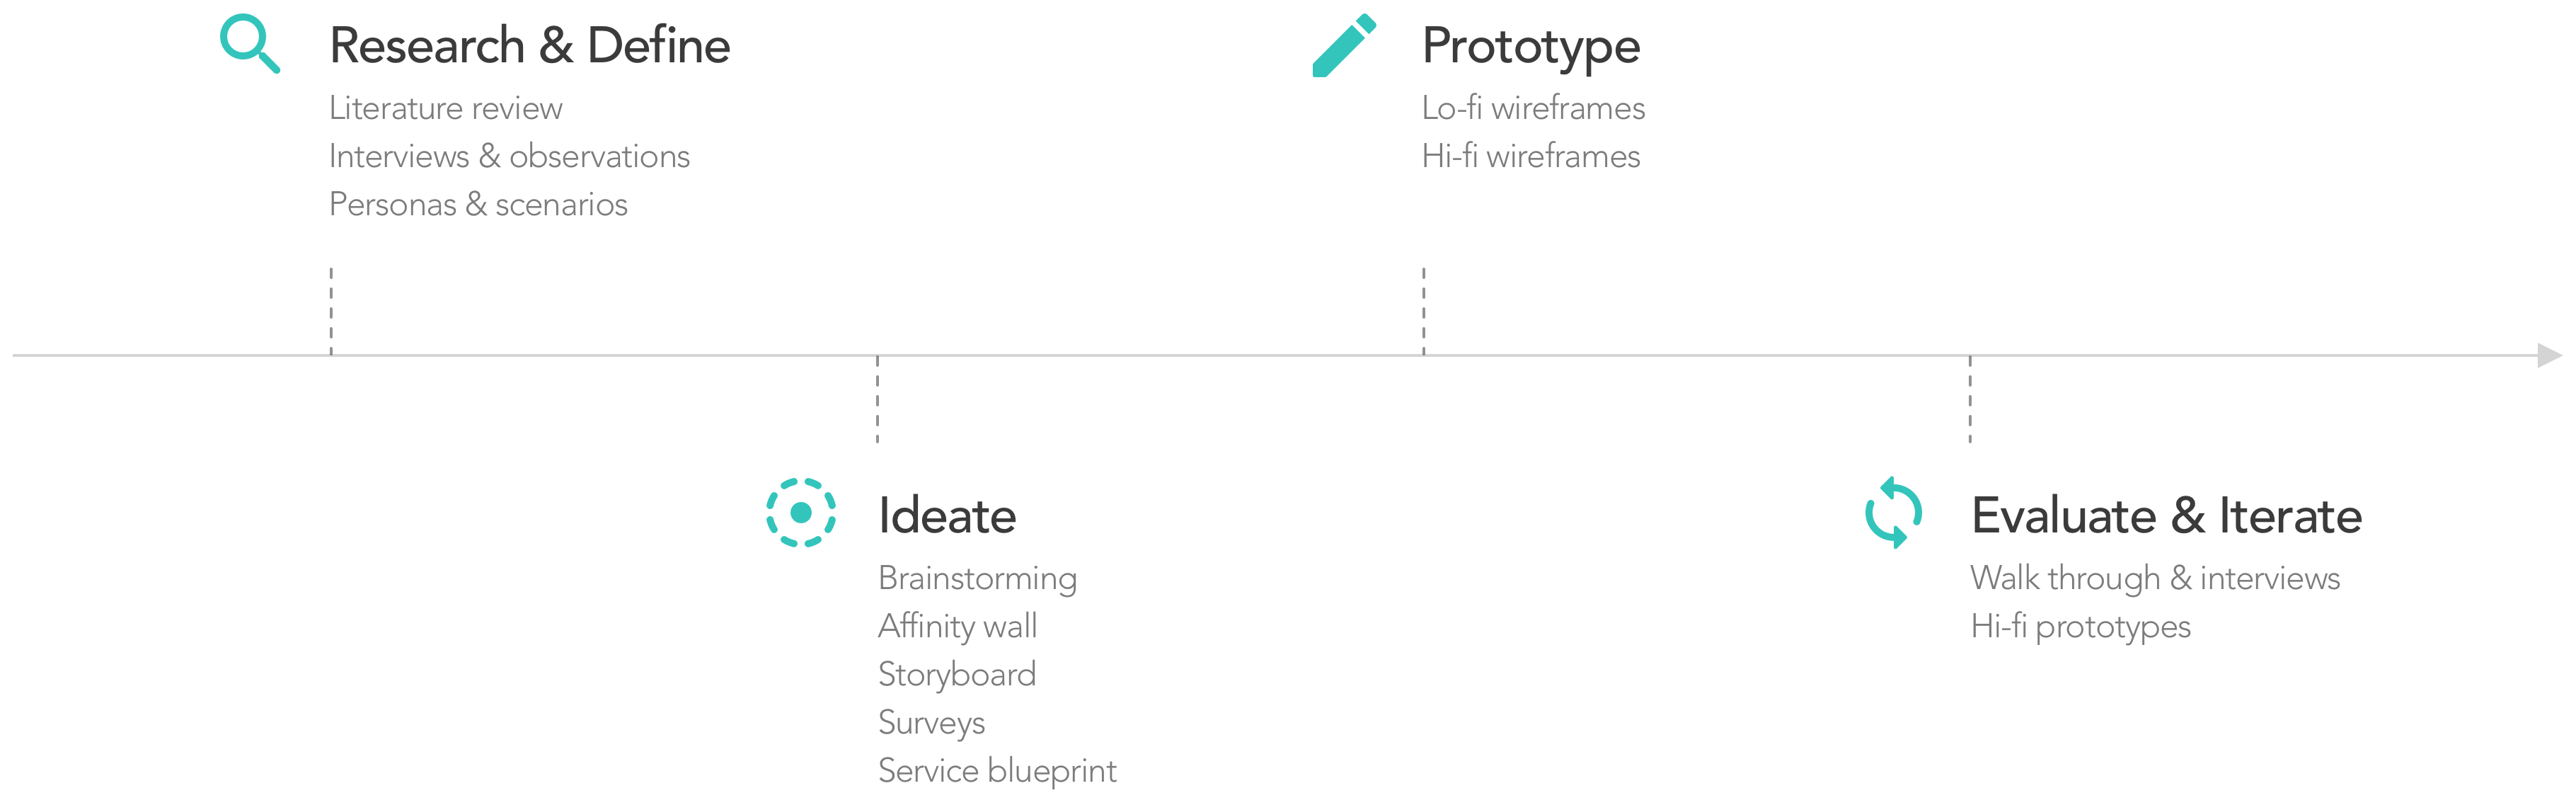 Research & Define
Literature review
Interviews & observations
Personas & scenarios
Ideate
Brainstorming
Affinity wall
Storyboard
Surveys
Service blueprint
Prototype
Lo-fi wireframes
Hi-fi wireframes
Evaluate & Iterate
Walk through & interviews
Hi-fi prototypes